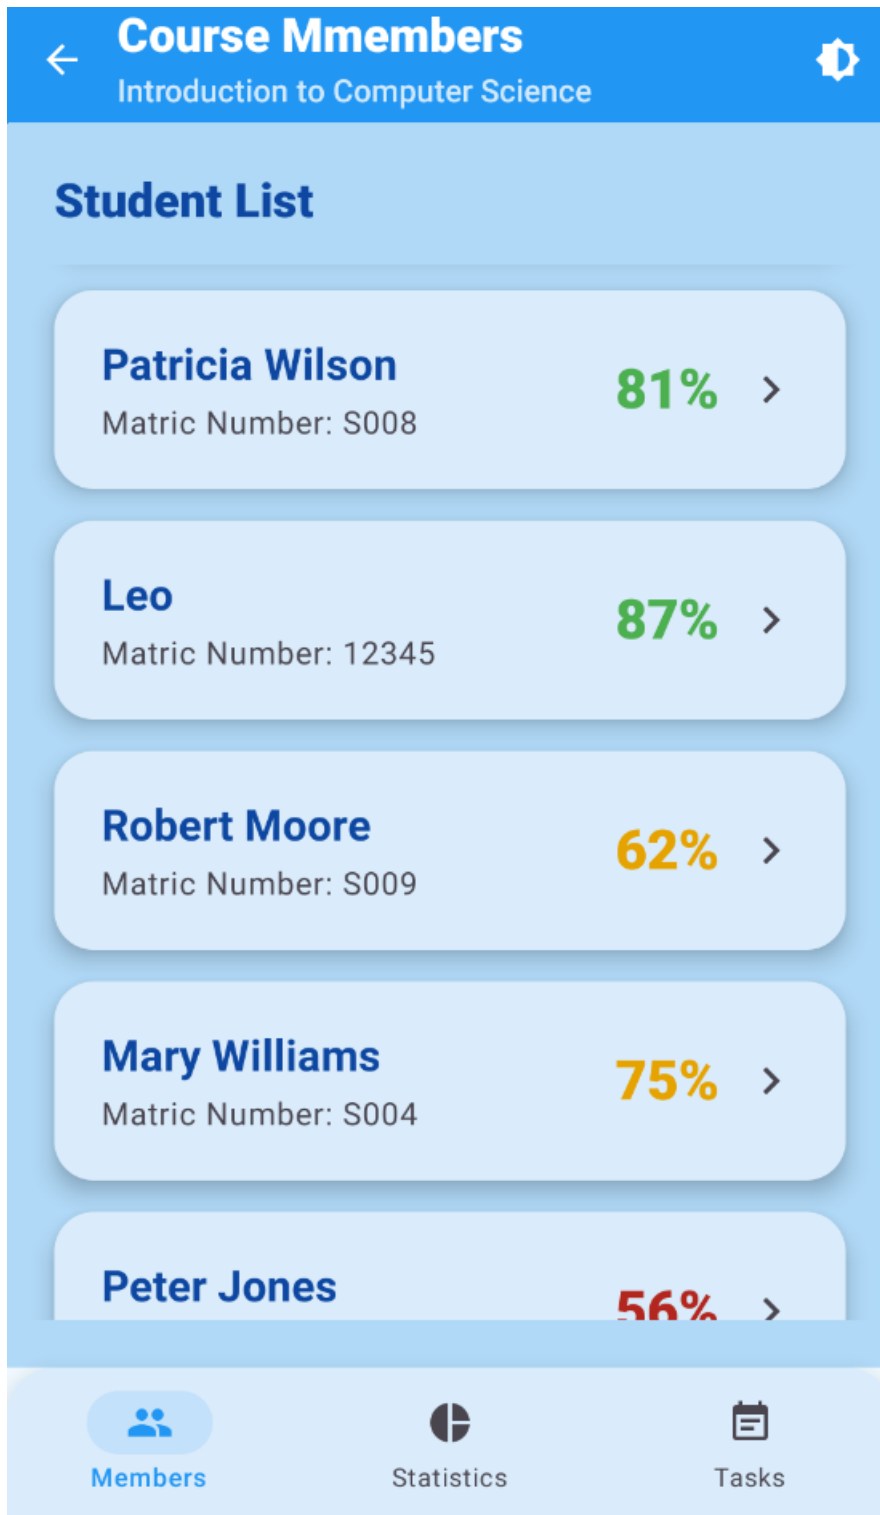 Course Mmembers
Introduction to Computer Science
Student List
Patricia Wilson
Matric Number: S008
81%
Leo
Matric Number: 12345
87%
Robert Moore
Matric Number: S009
62%
Mary Williams
Matric Number: S004
75%
Peter Jones
56%
Members
Statistics
Tasks